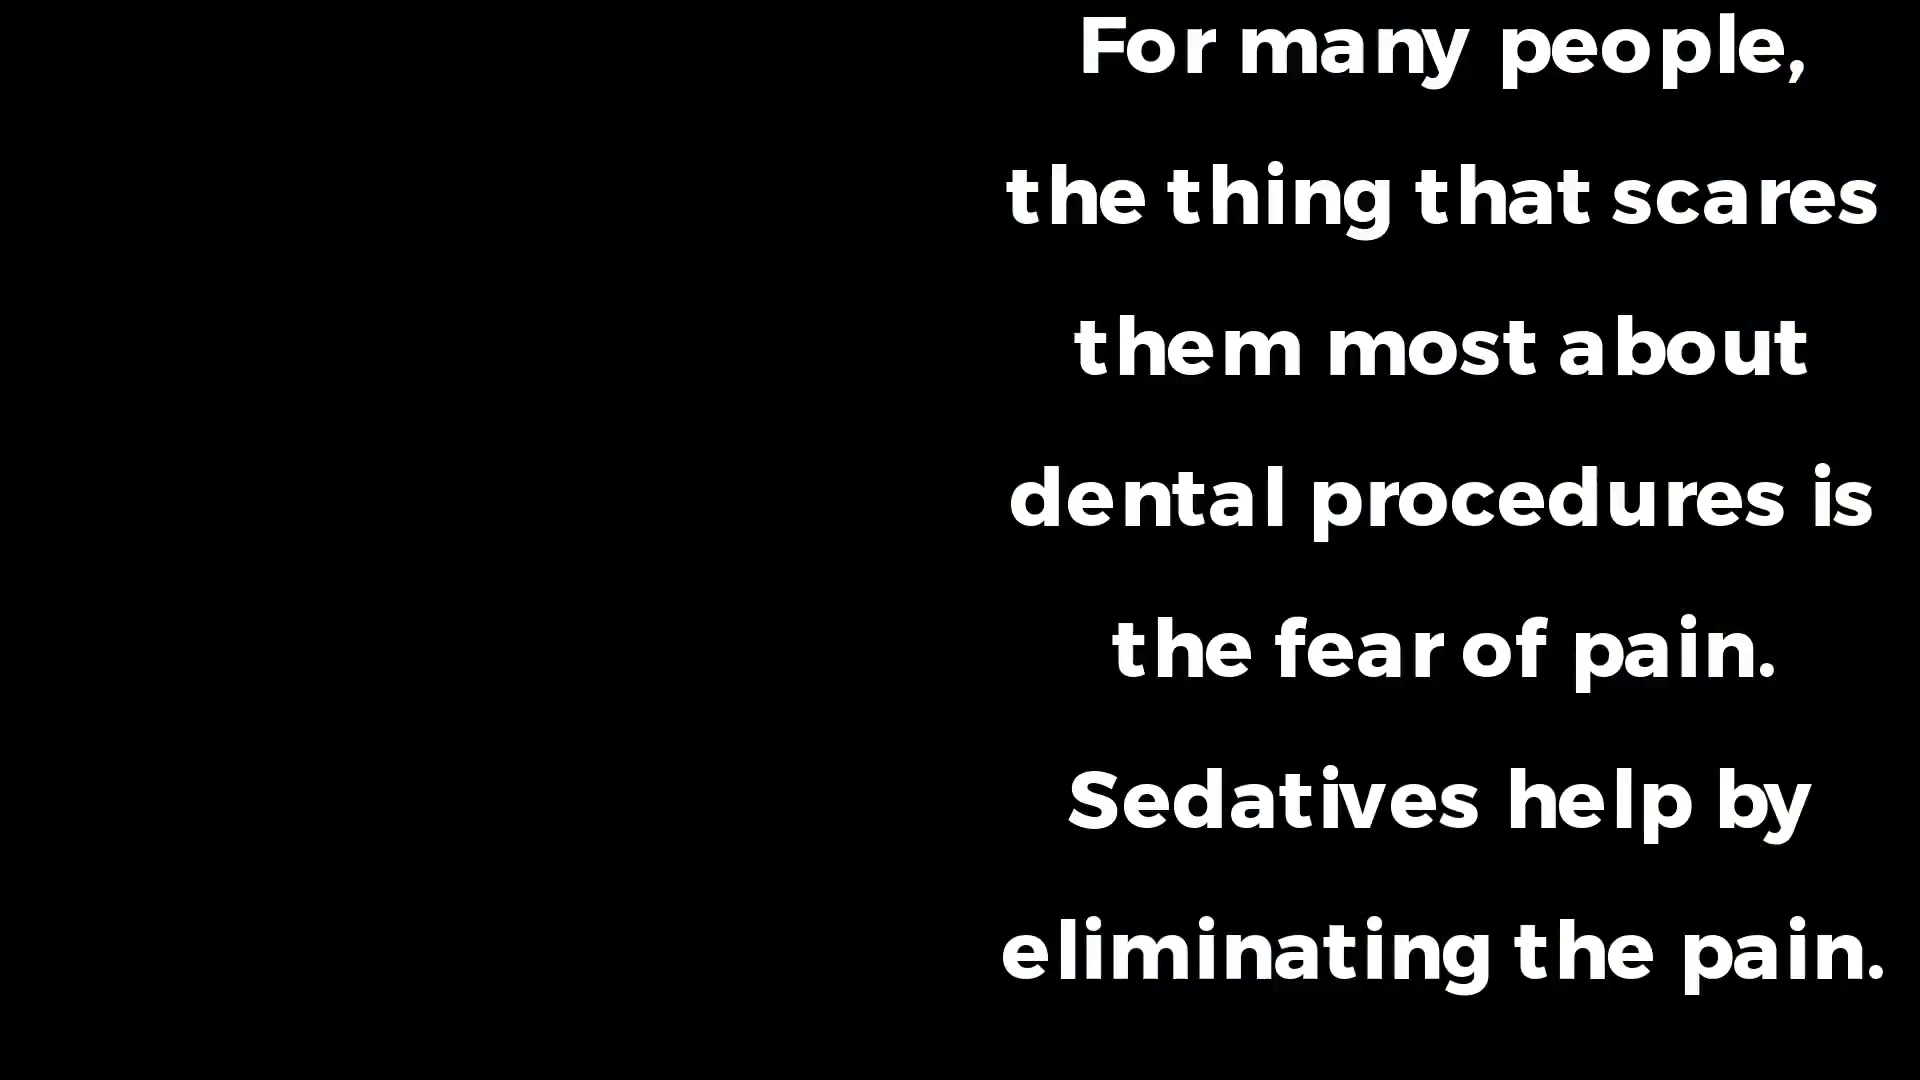 For many people,
the thing that scares
them most about
dental procedures is
the fear of pain.
Sedatives help by
eliminating the pain.